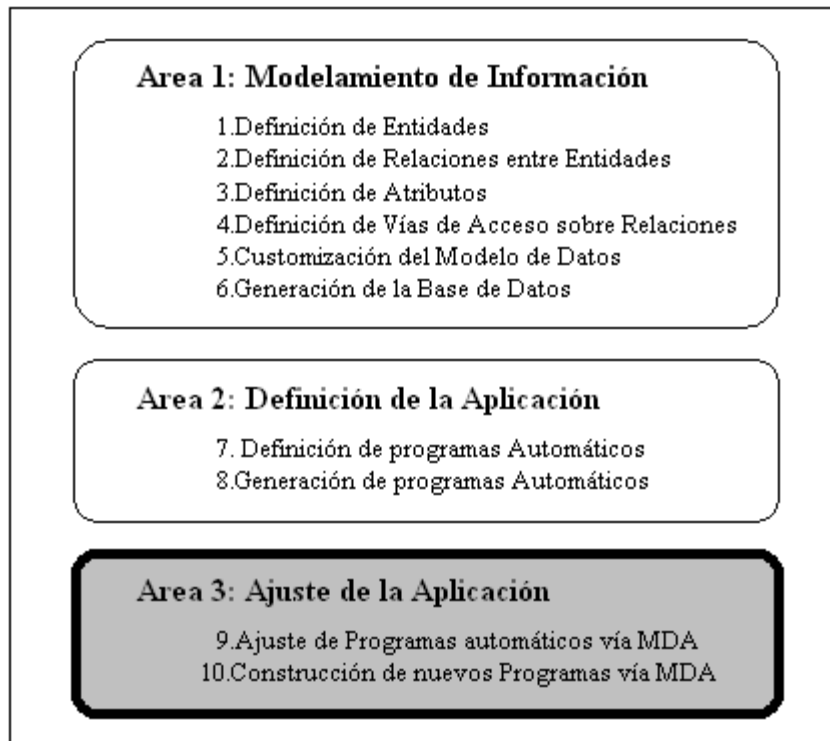 Area 1: Modelamiento de Información
1.Definición de Entidades
2.Definición de Relaciones entre Entidades
3.Definición de Atributos
4.Definición de Vías de Acceso sobre Relaciones
5.Customización del Modelo de Datos
6.Generación de la Base de Datos
Area 2: Definición de la Aplicación
7. Definición de programas Automáticos
8.Generación de programas Automáticos
Area 3: Ajuste de la Aplicación
9.Ajuste de Programas automáticos vía MDA
10.Construcción de nuevos Programas vía MDA